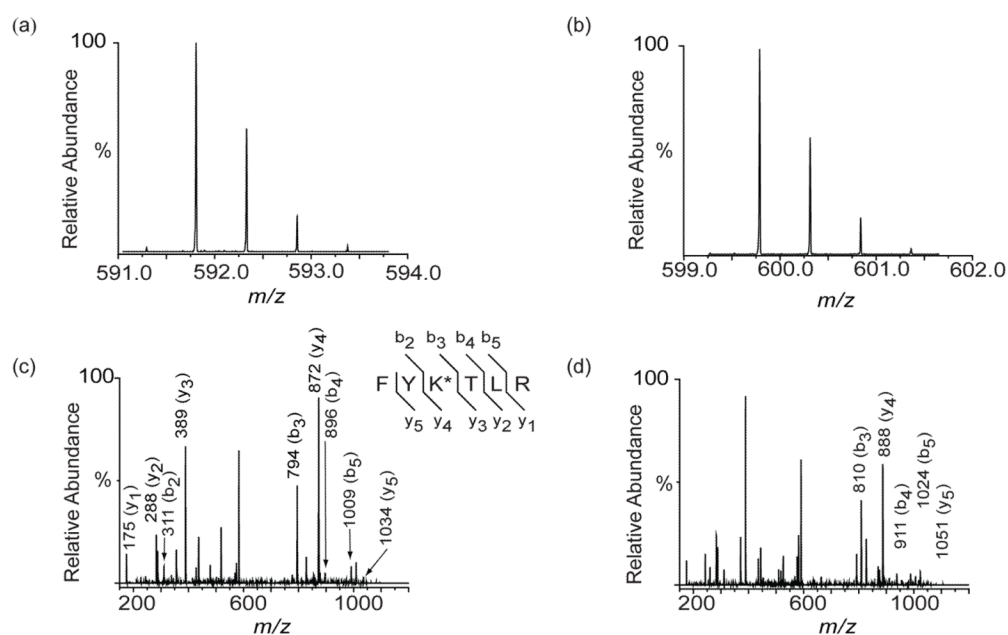 (a)
100
Relative Abundance
%
591.0 592.0 593.0 594.0
m/z
(b)
100
Relative Abundance
%
599.0 600.0 601.0 602.0
m/z
(c)
100
Relative Abundance
%
175 (y1)
288 (y2)
311 (b2)
389 (y3)
794 (b3)
872 (y4)
896 (b4)
1009 (b5)
1034 (y5)
b2 b3 b4 b5
F Y K* T L R
y5 y4 y3 y2 y1
200 600 1000
m/z
(d)
100
Relative Abundance
%
810 (b3)
888 (y4)
911 (b4)
1024 (b5)
1051 (y5)
200 600 1000
m/z